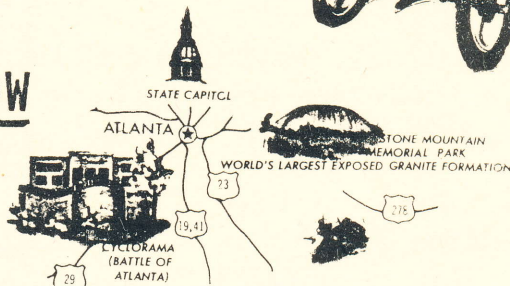 W
STATE CAPITOL
ATLANTA
STONE MOUNTAIN
MEMORIAL PARK
WORLD'S LARGEST EXPOSED GRANITE FORMATION
23
19,41
278
CYCLORAMA
(BATTLE OF
ATLANTA)
29